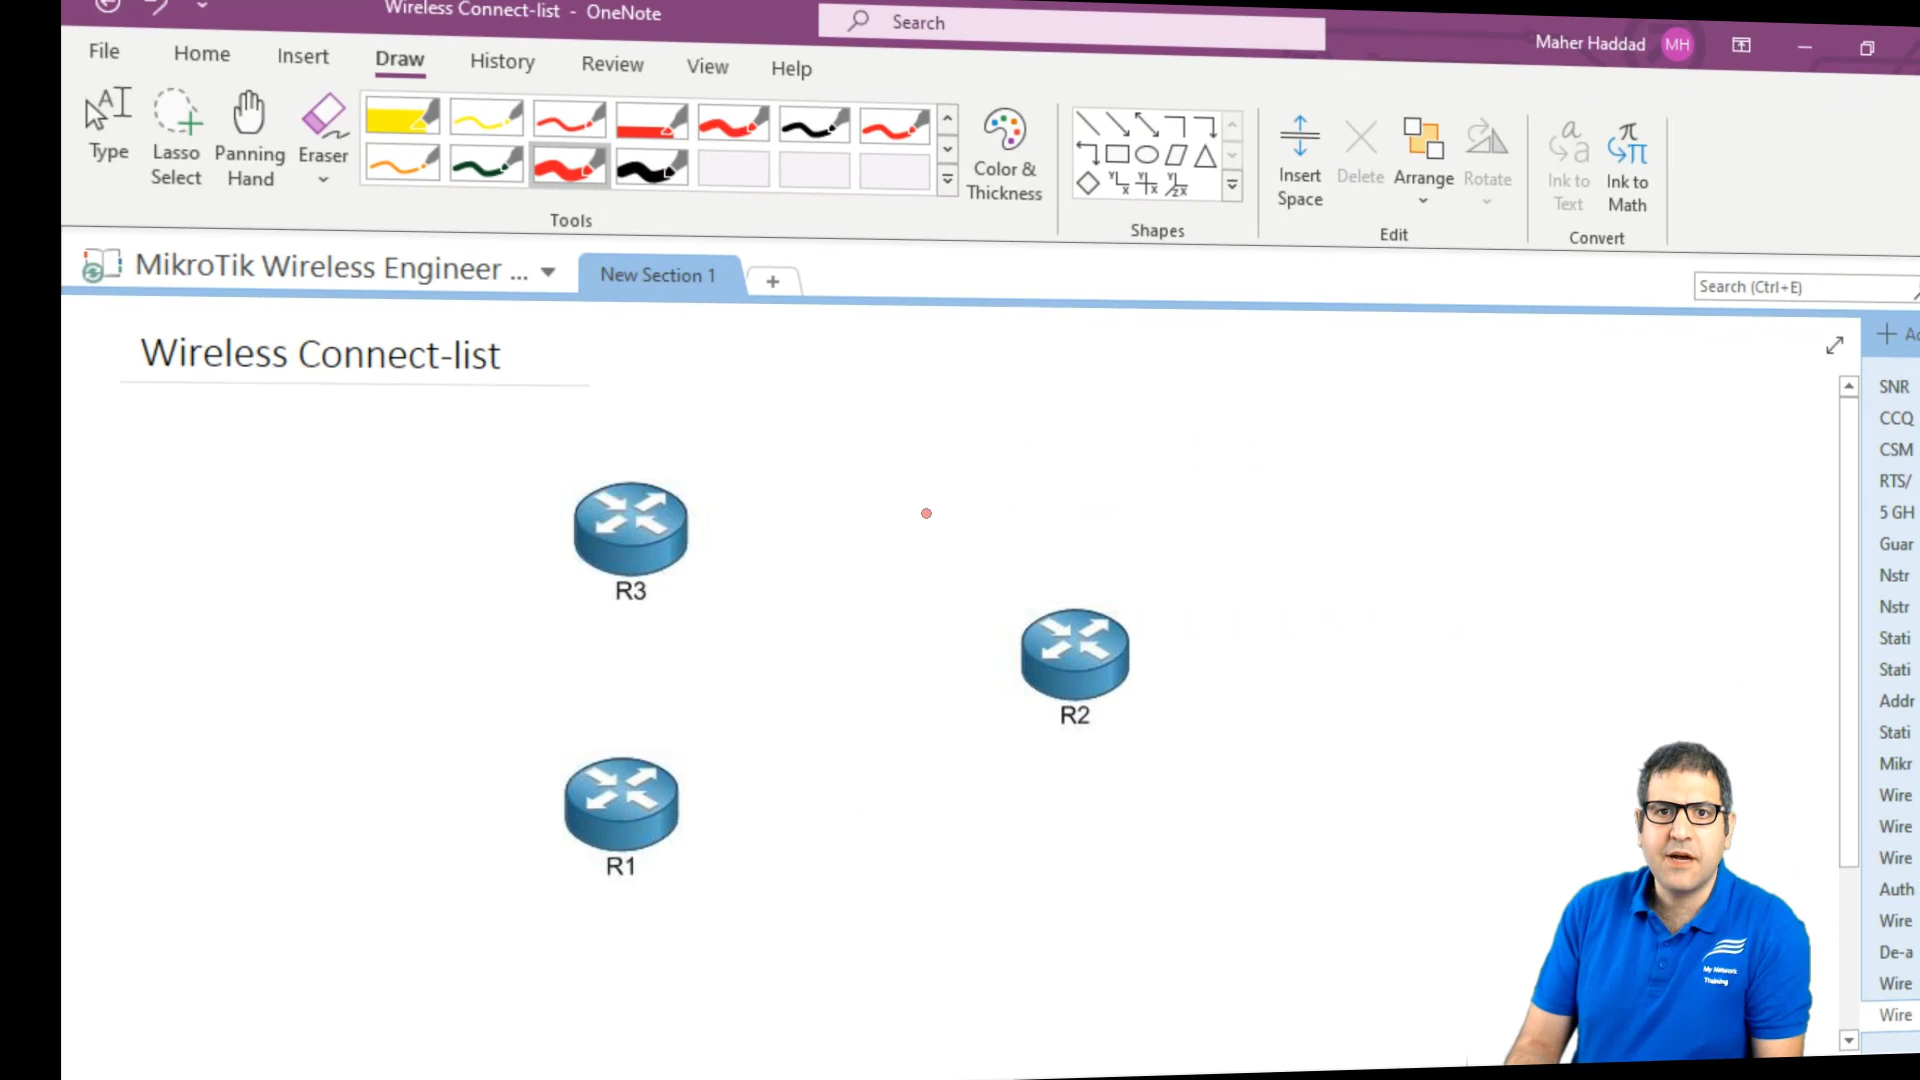 Wireless Connect-list - OneNote
Search
Maher Haddad
MH
File
Home
Insert
Draw
History
Review
View
Help
Type
Lasso
Select
Panning
Hand
Eraser
Color &
Thickness
Insert
Space
Delete
Arrange
Rotate
Ink to
Text
Ink to
Math
Tools
Shapes
Edit
Convert
MikroTik Wireless Engineer ...
New Section 1
Search (Ctrl+E)
Wireless Connect-list
R3
R2
R1
SNR
CCQ
CSM
RTS/
5 GH
Guar
Nstr
Nstr
Stati
Stati
Addr
Stati
Mikr
Wire
Wire
Wire
Auth
Wire
De-a
Wire
Wire
My Network
Training